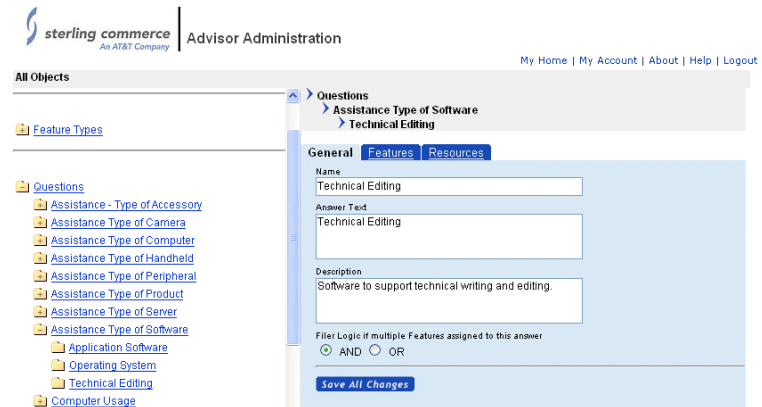 sterling commerce
An AT&T Company
Advisor Administration
My Home | My Account | About | Help | Logout
All Objects
Feature Types
Questions
Assistance - Type of Accessory
Assistance Type of Camera
Assistance Type of Computer
Assistance Type of Handheld
Assistance Type of Peripheral
Assistance Type of Product
Assistance Type of Server
Assistance Type of Software
Application Software
Operating System
Technical Editing
Computer Usage
Questions
Assistance Type of Software
Technical Editing
General Features Resources
Name
Technical Editing
Answer Text
Technical Editing
Description
Software to support technical writing and editing.
Filer Logic if multiple Features assigned to this answer
AND OR
Save All Changes